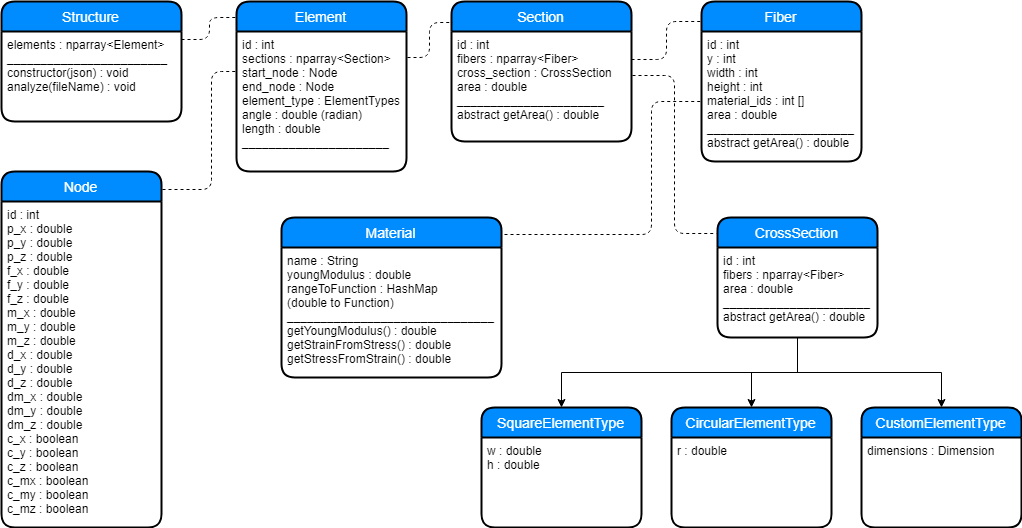 Structure
elements : nparray<Element>
constructor(json) : void
analyze(fileName) : void
Element
id : int
sections : nparray<Section>
start_node : Node
end_node : Node
element_type : ElementTypes
angle : double (radian)
length : double
Section
id : int
fibers : nparray<Fiber>
cross_section : CrossSection
area : double
abstract getArea() : double
Fiber
id : int
y : int
width : int
height : int
material_ids : int []
area : double
abstract getArea() : double
Node
id : int
p_x : double
p_y : double
p_z : double
f_x : double
f_y : double
f_z : double
m_x : double
m_y : double
m_z : double
d_x : double
d_y : double
d_z : double
dm_x : double
dm_y : double
dm_z : double
c_x : boolean
c_y : boolean
c_z : boolean
c_mx : boolean
c_my : boolean
c_mz : boolean
Material
name : String
youngModulus : double
rangeToFunction : HashMap
(double to Function)
getYoungModulus() : double
getStrainFromStress() : double
getStressFromStrain() : double
CrossSection
id : int
fibers : nparray<Fiber>
area : double
abstract getArea() : double
SquareElementType
w : double
h : double
CircularElementType
r : double
CustomElementType
dimensions : Dimension